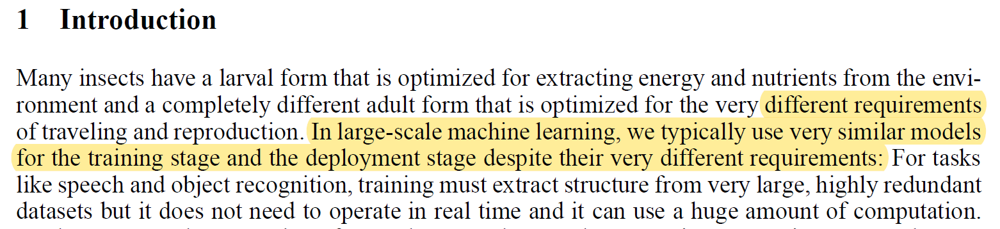 1 Introduction
Many insects have a larval form that is optimized for extracting energy and nutrients from the envi-
ronment and a completely different adult form that is optimized for the very different requirements
of traveling and reproduction. In large-scale machine learning, we typically use very similar models
for the training stage and the deployment stage despite their very different requirements: For tasks
like speech and object recognition, training must extract structure from very large, highly redundant
datasets but it does not need to operate in real time and it can use a huge amount of computation.